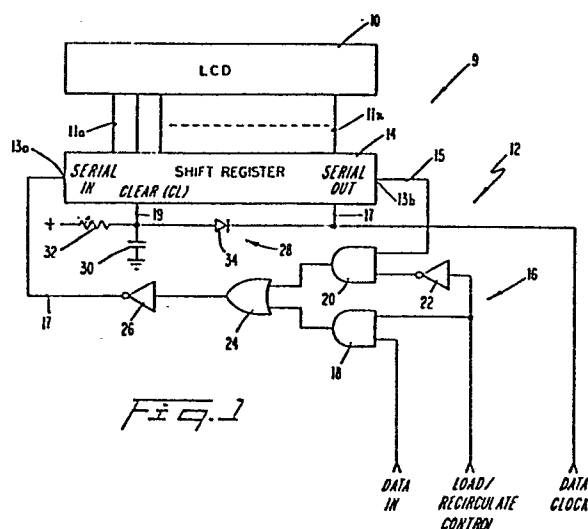 10
LCD
9
11a
11n
14
13a
15
12
SERIAL IN
SHIFT REGISTER
SERIAL OUT
CLEAR (CL)
13b
19
17
+
32
34
28
30
16
20
22
17
26
24
18
Fig. 1
DATA IN
LOAD/ RECIRCULATE CONTROL
DATA CLOCK